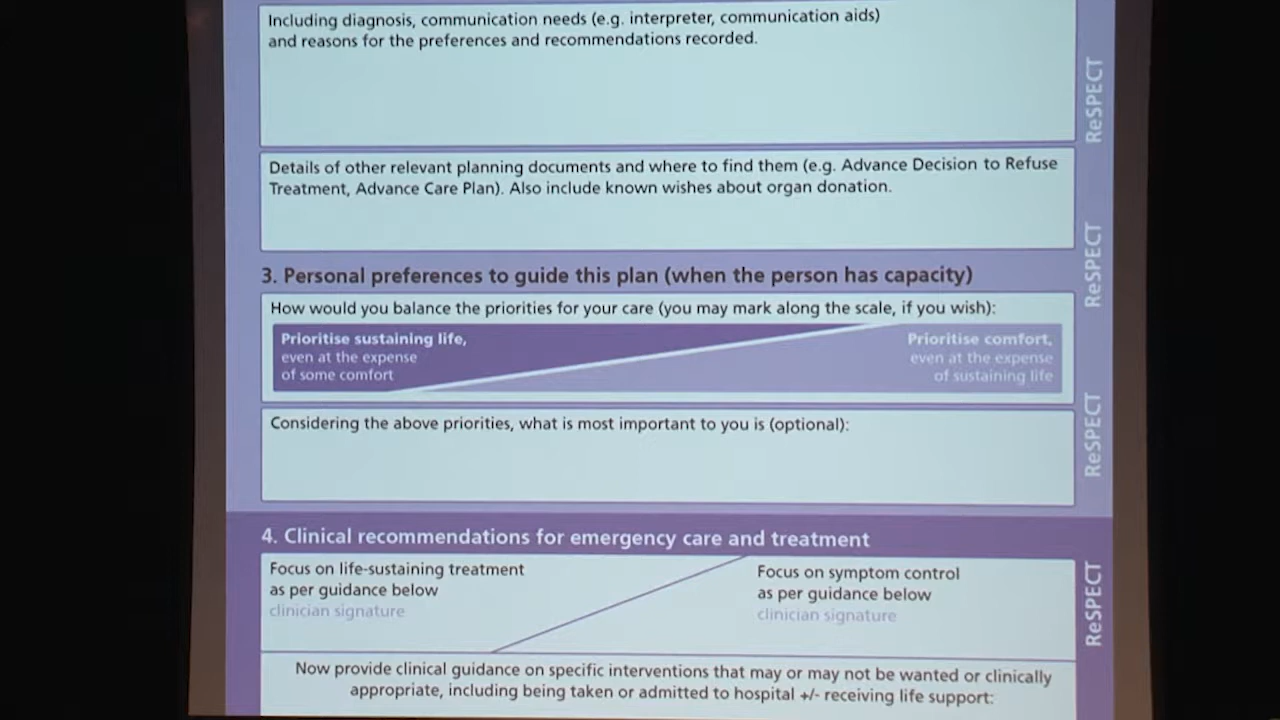 Including diagnosis, communication needs (e.g. interpreter, communication aids)
and reasons for the preferences and recommendations recorded.
ReSPECT
Details of other relevant planning documents and where to find them (e.g. Advance Decision to Refuse
Treatment, Advance Care Plan). Also include known wishes about organ donation.
ReSPECT
3. Personal preferences to guide this plan (when the person has capacity)
How would you balance the priorities for your care (you may mark along the scale, if you wish):
Prioritise sustaining life,
even at the expense
of some comfort
Prioritise comfort,
even at the expense
of sustaining life
ReSPECT
Considering the above priorities, what is most important to you is (optional):
4. Clinical recommendations for emergency care and treatment
Focus on life-sustaining treatment
as per guidance below
clinician signature
Focus on symptom control
as per guidance below
clinician signature
ReSPECT
Now provide clinical guidance on specific interventions that may or may not be wanted or clinically
appropriate, including being taken or admitted to hospital +/- receiving life support: